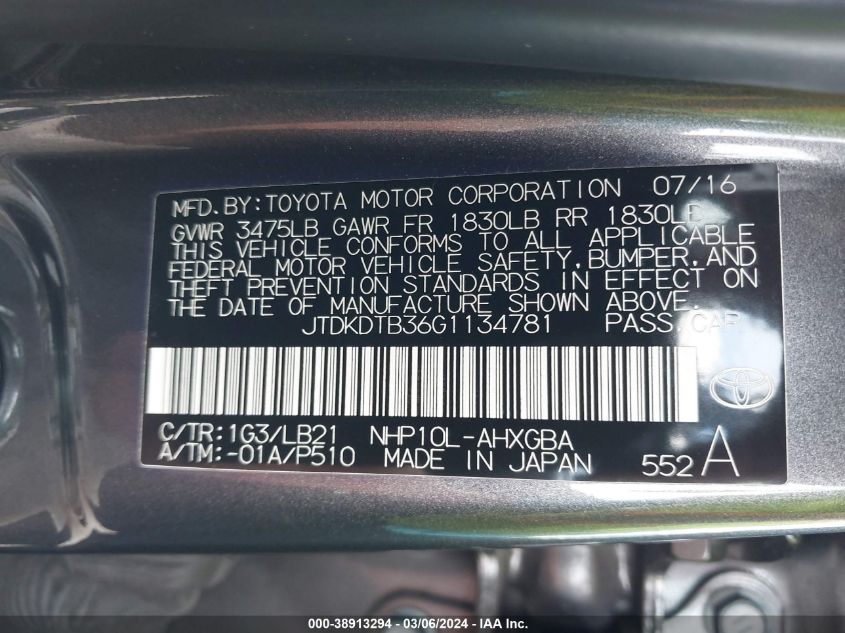 MFD.BY:TOYOTA MOTOR CORPORATION 07/16
GVWR 3475LB GAWR FR 1830LB RR 1830LB
THIS VEHICLE CONFORMS TO ALL APPLICABLE
FEDERAL MOTOR VEHICLE SAFETY,BUMPER,AND
THEFT PREVENTION STANDARDS IN EFFECT ON
THE DATE OF MANUFACTURE SHOWN ABOVE.
JTDKDTB36G1134781 PASS.CAR
C/TR:1G3/LB21 NHP10L-AHXGBA
A/TM:-01A/P510 MADE IN JAPAN 552A
000-38913294 - 03/06/2024 - IAA Inc.